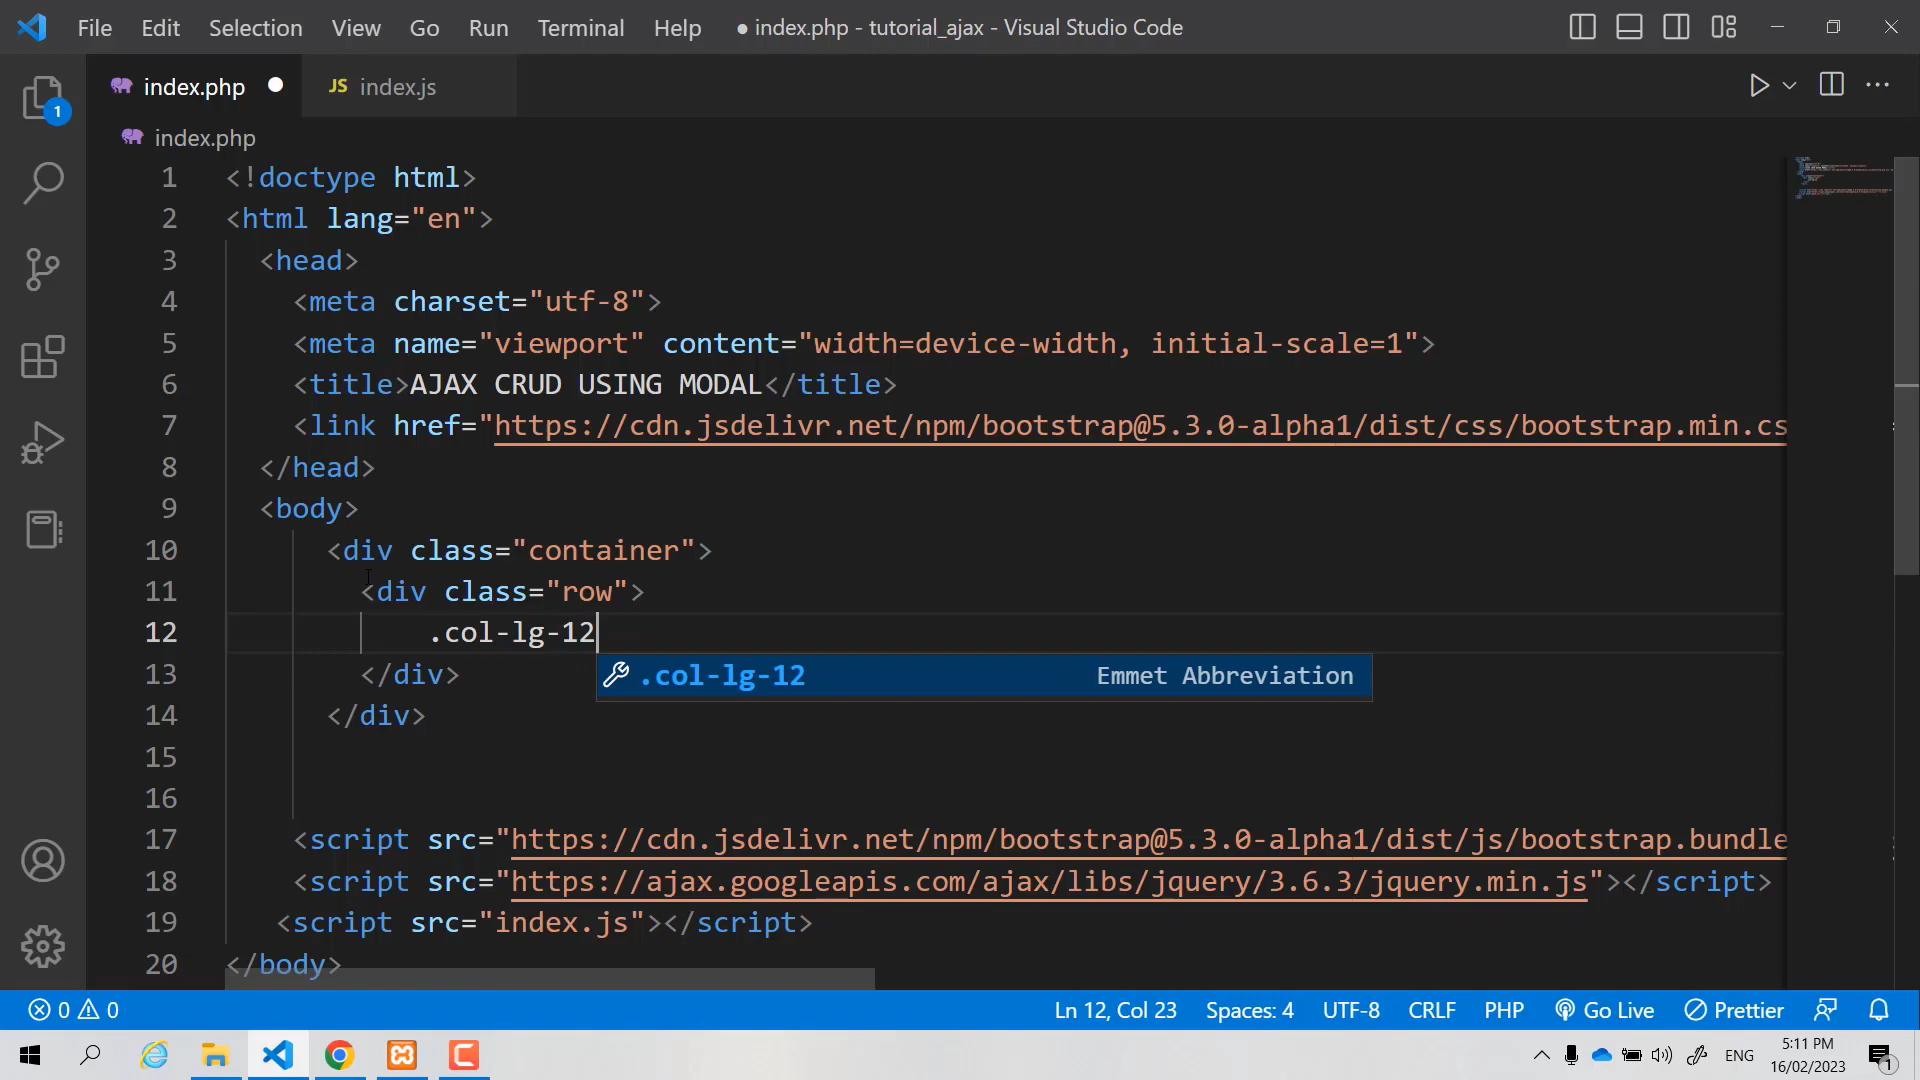 File Edit Selection View Go Run Terminal Help ● index.php - tutorial_ajax - Visual Studio Code
index.php ● JS index.js
1
index.php
1 <!doctype html>
2 <html lang="en">
3 <head>
4 <meta charset="utf-8">
5 <meta name="viewport" content="width=device-width, initial-scale=1">
6 <title>AJAX CRUD USING MODAL</title>
7 <link href="https://cdn.jsdelivr.net/npm/bootstrap@5.3.0-alpha1/dist/css/bootstrap.min.cs
8 </head>
9 <body>
10 <div class="container">
11 <div class="row">
12 .col-lg-12
13 </div>
.col-lg-12 Emmet Abbreviation
14 </div>
15
16
17 <script src="https://cdn.jsdelivr.net/npm/bootstrap@5.3.0-alpha1/dist/js/bootstrap.bundle
18 <script src="https://ajax.googleapis.com/ajax/libs/jquery/3.6.3/jquery.min.js"></script>
19 <script src="index.js"></script>
20 </body>
0 0 Ln 12, Col 23 Spaces: 4 UTF-8 CRLF PHP Go Live Prettier
ENG 5:11 PM
16/02/2023 1